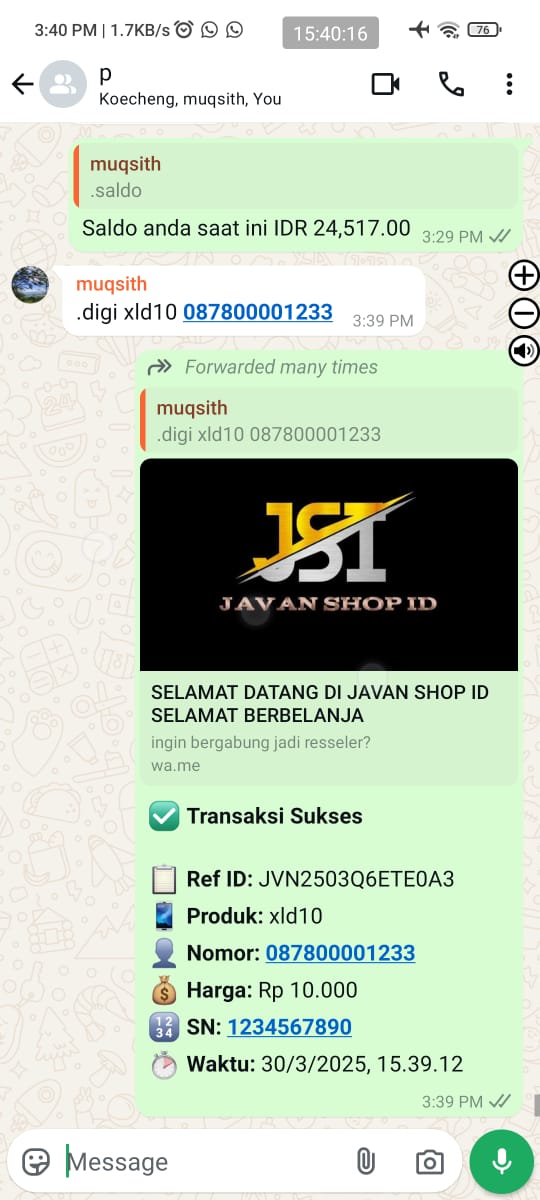 3:40 PM | 1.7KB/s
15:40:16
76
p
Koecheng, muqsith, You
muqsith
.saldo
Saldo anda saat ini IDR 24,517.00
3:29 PM
muqsith
.digi xld10 087800001233
3:39 PM
Forwarded many times
muqsith
.digi xld10 087800001233
JSI
JAVAN SHOP ID
SELAMAT DATANG DI JAVAN SHOP ID
SELAMAT BERBELANJA
ingin bergabung jadi resseler?
wa.me
Transaksi Sukses
Ref ID: JVN2503Q6ETE0A3
Produk: xld10
Nomor: 087800001233
Harga: Rp 10.000
SN: 1234567890
Waktu: 30/3/2025, 15.39.12
3:39 PM
Message